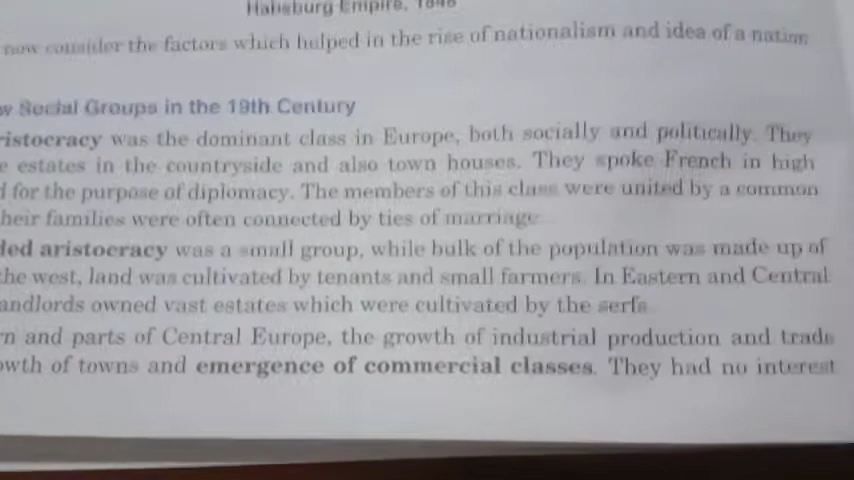 Habsburg Empire, 1848
now consider the factors which helped in the rise of nationalism and idea of a nation
w Social Groups in the 19th Century
ristocracy was the dominant class in Europe, both socially and politically. They
e estates in the countryside and also town houses. They spoke French in high
d for the purpose of diplomacy. The members of this class were united by a common
heir families were often connected by ties of marriage.
ded aristocracy was a small group, while bulk of the population was made up of
the west, land was cultivated by tenants and small farmers. In Eastern and Central
andlords owned vast estates which were cultivated by the serfs.
rn and parts of Central Europe, the growth of industrial production and trade
owth of towns and emergence of commercial classes. They had no interest